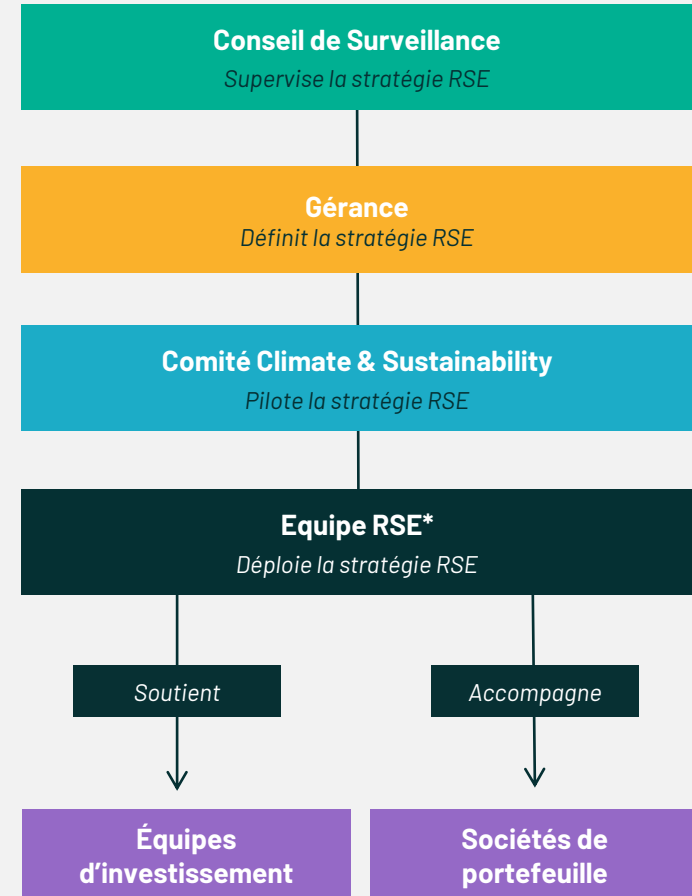 Conseil de Surveillance
Supervise la stratégie RSE
Gérance
Définit la stratégie RSE
Comité Climate & Sustainability
Pilote la stratégie RSE
Equipe RSE*
Déploie la stratégie RSE
Soutient
Accompagne
Équipes
d’investissement
Sociétés de
portefeuille